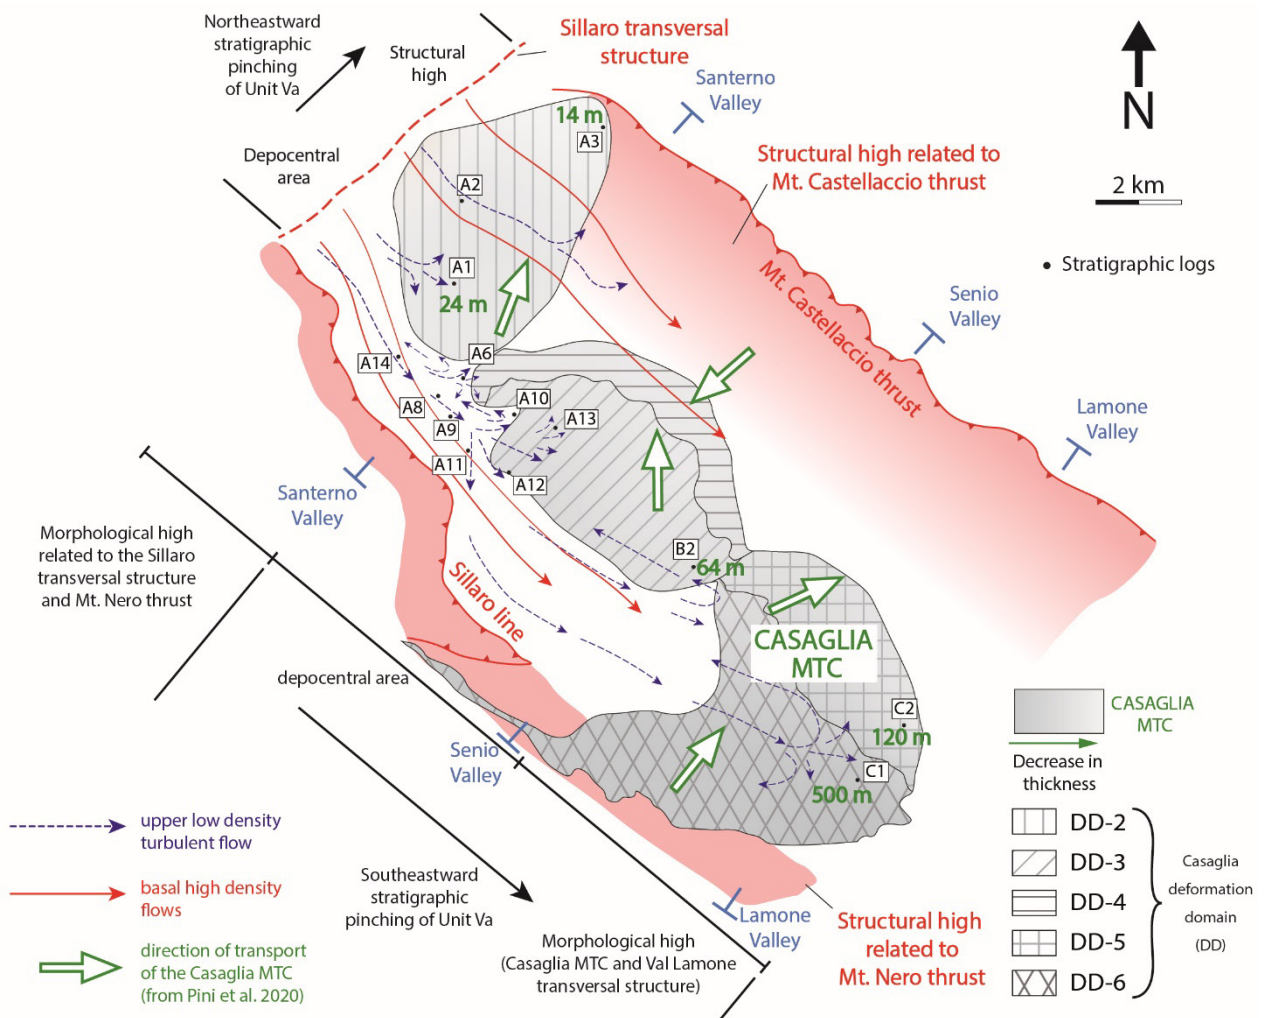 Northeastward
stratigraphic
pinching
of Unit Va
Structural
high
Sillaro transversal
structure
Santerno
Valley
N
2 km
Stratigraphic logs
Depocentral
area
14 m
A3
A2
A1
24 m
Structural high related to
Mt. Castellaccio thrust
Mt. Castellaccio thrust
Senio
Valley
Lamone
Valley
A14
A6
A8
A9
A10
A13
A11
A12
Santerno
Valley
Morphological high
related to the Sillaro
transversal structure
and Mt. Nero thrust
B2
64 m
Sillaro line
CASAGLIA
MTC
depocentral area
C2
120 m
C1
500 m
Senio
Valley
CASAGLIA
MTC
Decrease in
thickness
DD-2
DD-3
DD-4
DD-5
DD-6
Casaglia
deformation
domain
(DD)
upper low density
turbulent flow
basal high density
flows
direction of transport
of the Casaglia MTC
(from Pini et al. 2020)
Southeastward
stratigraphic
pinching of Unit Va
Morphological high
(Casaglia MTC and Val Lamone
transversal structure)
Lamone
Valley
Structural high
related to
Mt. Nero thrust